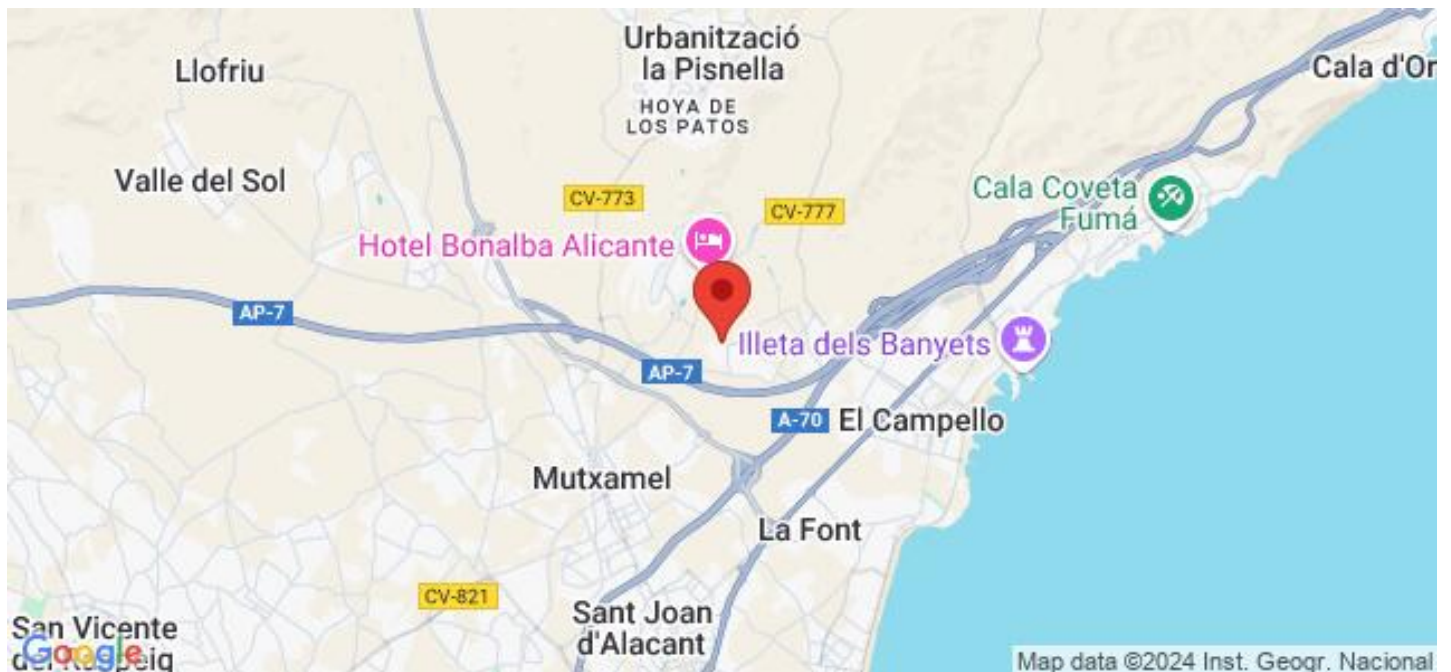 Urbanització
la Pisnella
Llofriu
Cala d'Or
HOYA DE
LOS PATOS
Valle del Sol
CV-773
CV-777
Cala Coveta
Fumá
Hotel Bonalba Alicante
AP-7
Illeta dels Banyets
AP-7
A-70
El Campello
Mutxamel
La Font
CV-821
Sant Joan
d'Alacant
San Vicente
Google
Map data ©2024 Inst. Geogr. Nacional